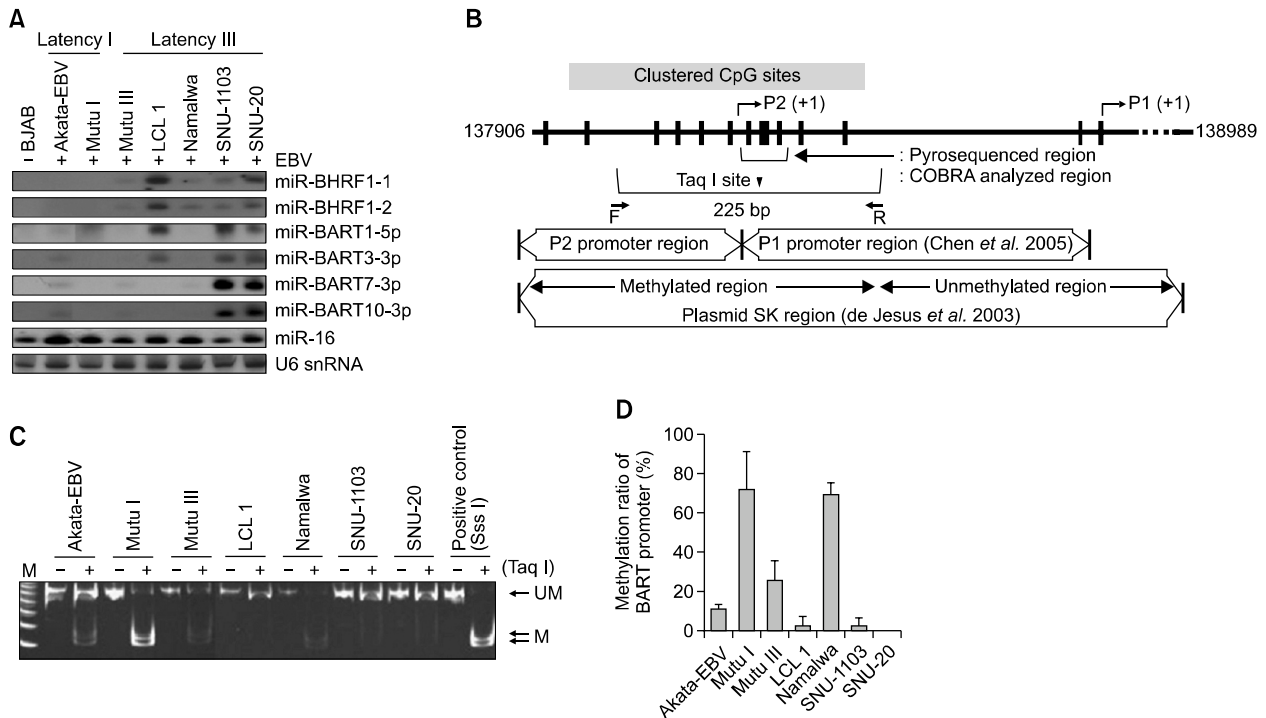 A
Latency I
Latency III
BJAB
Akata-EBV
Mutu I
Mutu III
LCL 1
Namalwa
SNU-1103
SNU-20
– + + + + + + + EBV
miR-BHRF1-1
miR-BHRF1-2
miR-BART1-5p
miR-BART3-3p
miR-BART7-3p
miR-BART10-3p
miR-16
U6 snRNA
B
Clustered CpG sites
P2 (+1)
P1 (+1)
137906
138989
: Pyrosequenced region
: COBRA analyzed region
Taq I site
F
225 bp
R
P2 promoter region
P1 promoter region (Chen et al. 2005)
Methylated region
Unmethylated region
Plasmid SK region (de Jesus et al. 2003)
C
Akata-EBV
Mutu I
Mutu III
LCL 1
Namalwa
SNU-1103
SNU-20
Positive control
(Sss I)
M – + – + – + – + – + – + – + – + (Taq I)
UM
M
D
Methylation ratio of
BART promoter (%)
100
80
60
40
20
0
Akata-EBV
Mutu I
Mutu III
LCL 1
Namalwa
SNU-1103
SNU-20